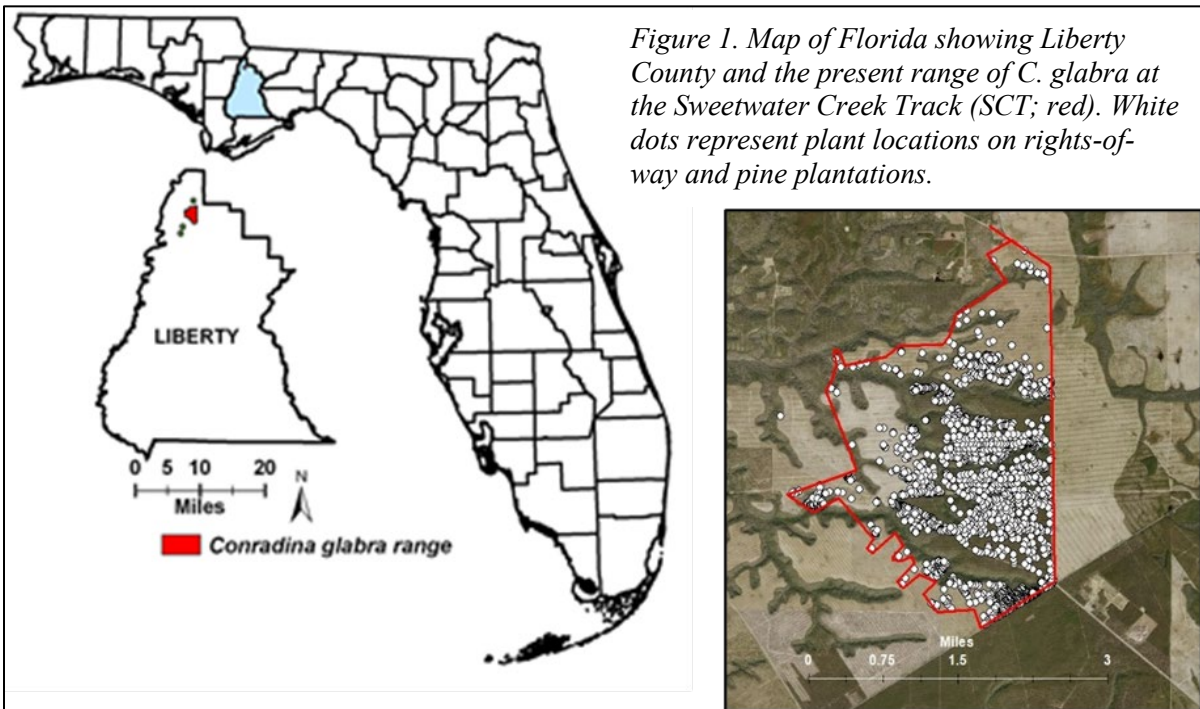 Figure 1. Map of Florida showing Liberty
County and the present range of C. glabra at
the Sweetwater Creek Track (SCT; red). White
dots represent plant locations on rights-of-
way and pine plantations.
LIBERTY
0 5 10 20
Miles
N
Conradina glabra range
Miles
0 0.75 1.5 3